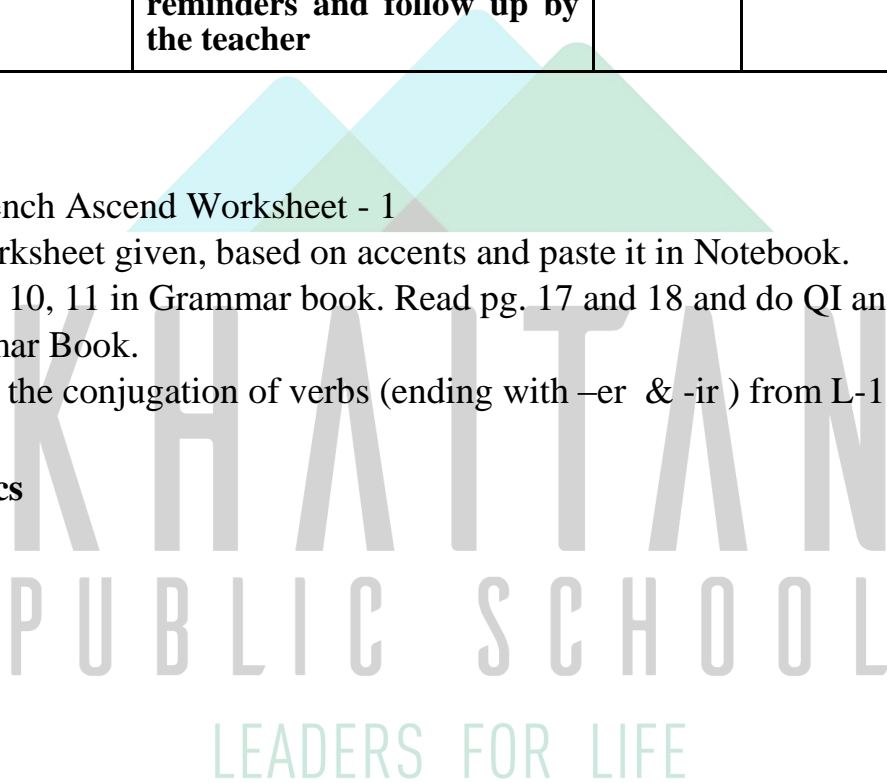 reminders and follow up by
the teacher
ench Ascend Worksheet - 1
rksheet given, based on accents and paste it in Notebook.
10, 11 in Grammar book. Read pg. 17 and 18 and do QI an
mar Book.
the conjugation of verbs (ending with –er & -ir ) from L-1
cs
KHAITAN
PUBLIC SCHOOL
LEADERS FOR LIFE